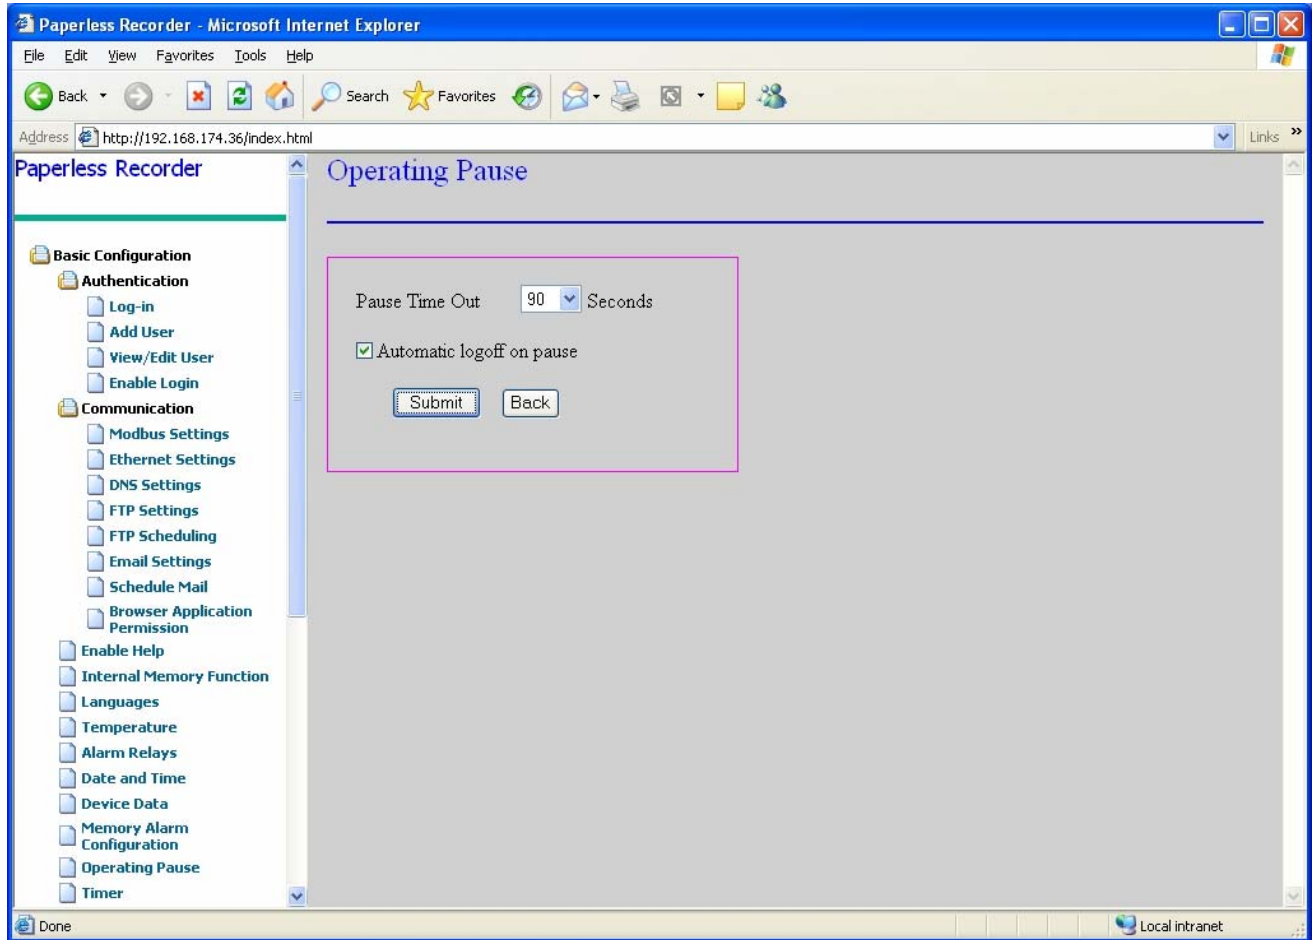 Paperless Recorder - Microsoft Internet Explorer
File Edit View Favorites Tools Help
Back Search Favorites
Address http://192.168.174.36/index.html Links »
Paperless Recorder
Basic Configuration
Authentication
Log-in
Add User
View/Edit User
Enable Login
Communication
Modbus Settings
Ethernet Settings
DNS Settings
FTP Settings
FTP Scheduling
Email Settings
Schedule Mail
Browser Application
Permission
Enable Help
Internal Memory Function
Languages
Temperature
Alarm Relays
Date and Time
Device Data
Memory Alarm
Configuration
Operating Pause
Timer
Operating Pause
Pause Time Out 90 Seconds
Automatic logoff on pause
Submit Back
Done Local intranet